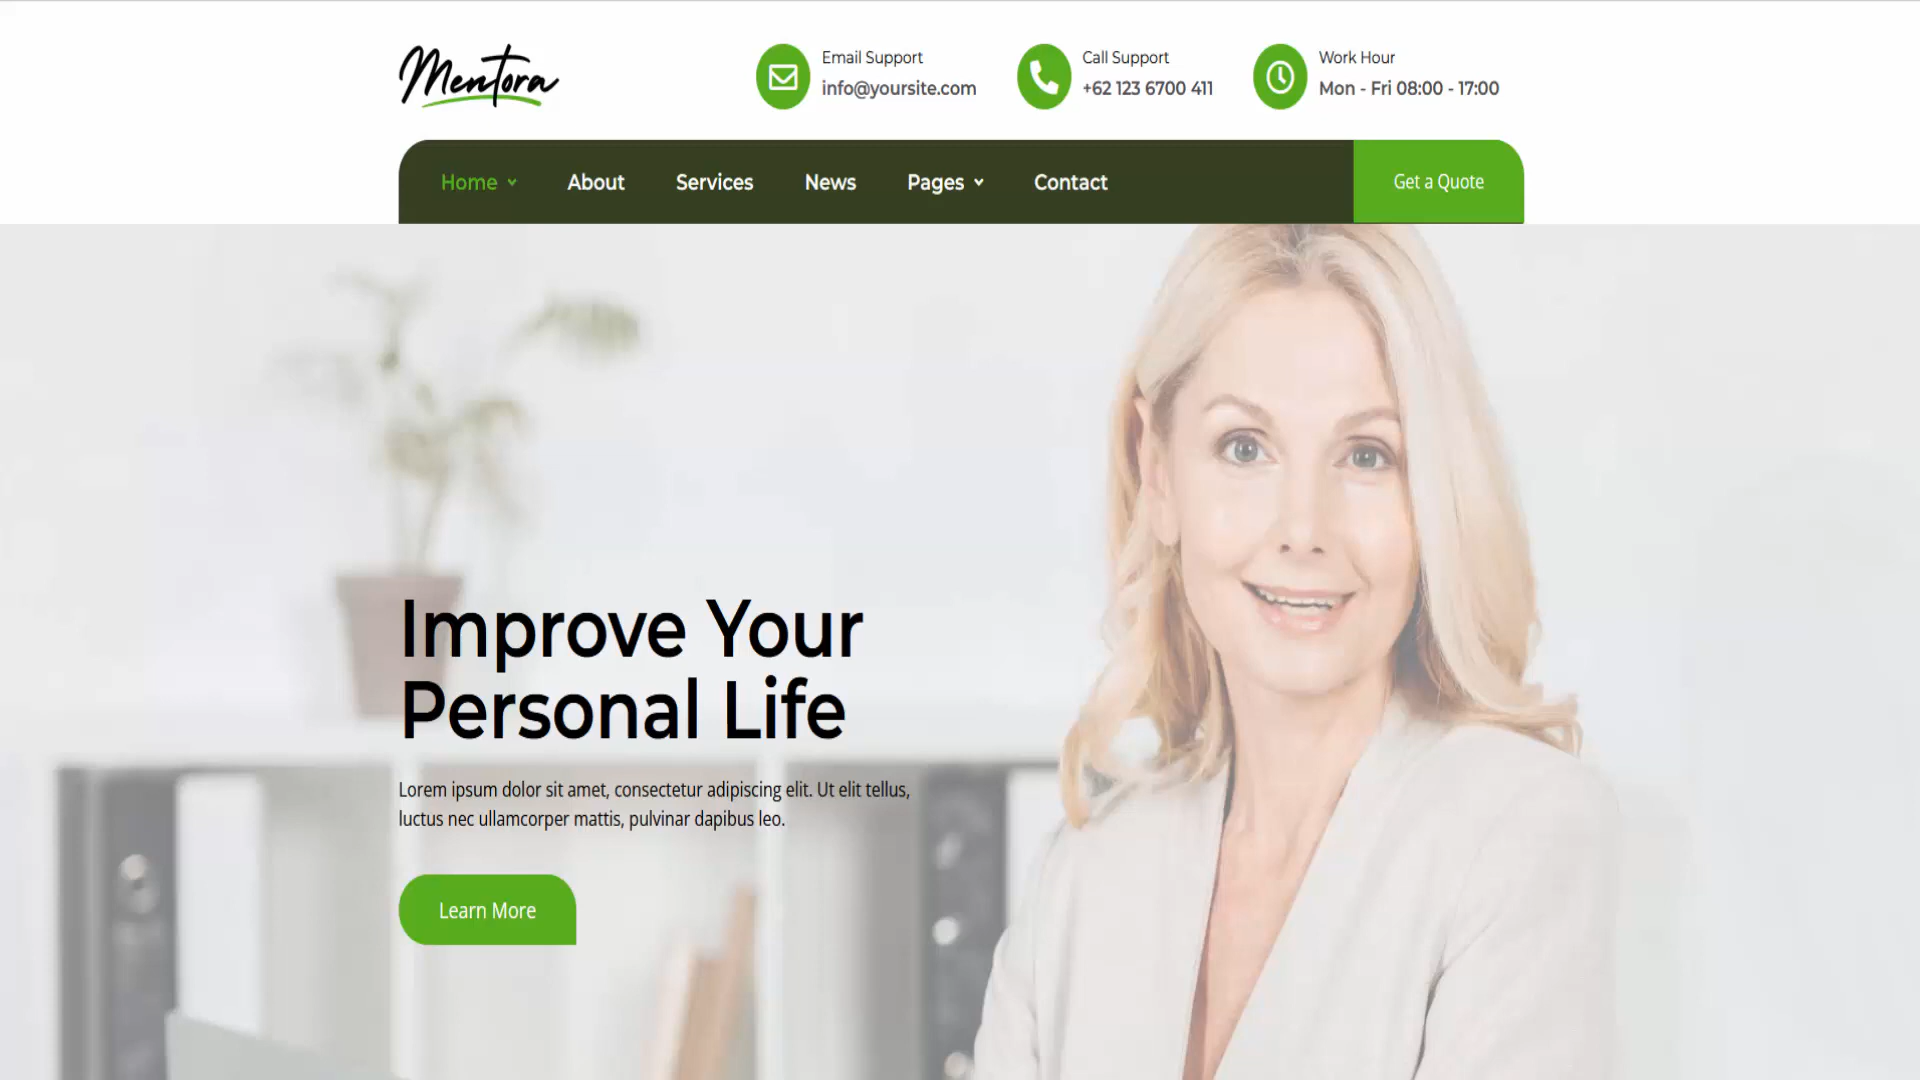 Mentora
Email Support
info@yoursite.com
Call Support
+62 123 6700 411
Work Hour
Mon - Fri 08:00 - 17:00
Home
About
Services
News
Pages
Contact
Get a Quote
Improve Your
Personal Life
Lorem ipsum dolor sit amet, consectetur adipiscing elit. Ut elit tellus,
luctus nec ullamcorper mattis, pulvinar dapibus leo.
Learn More